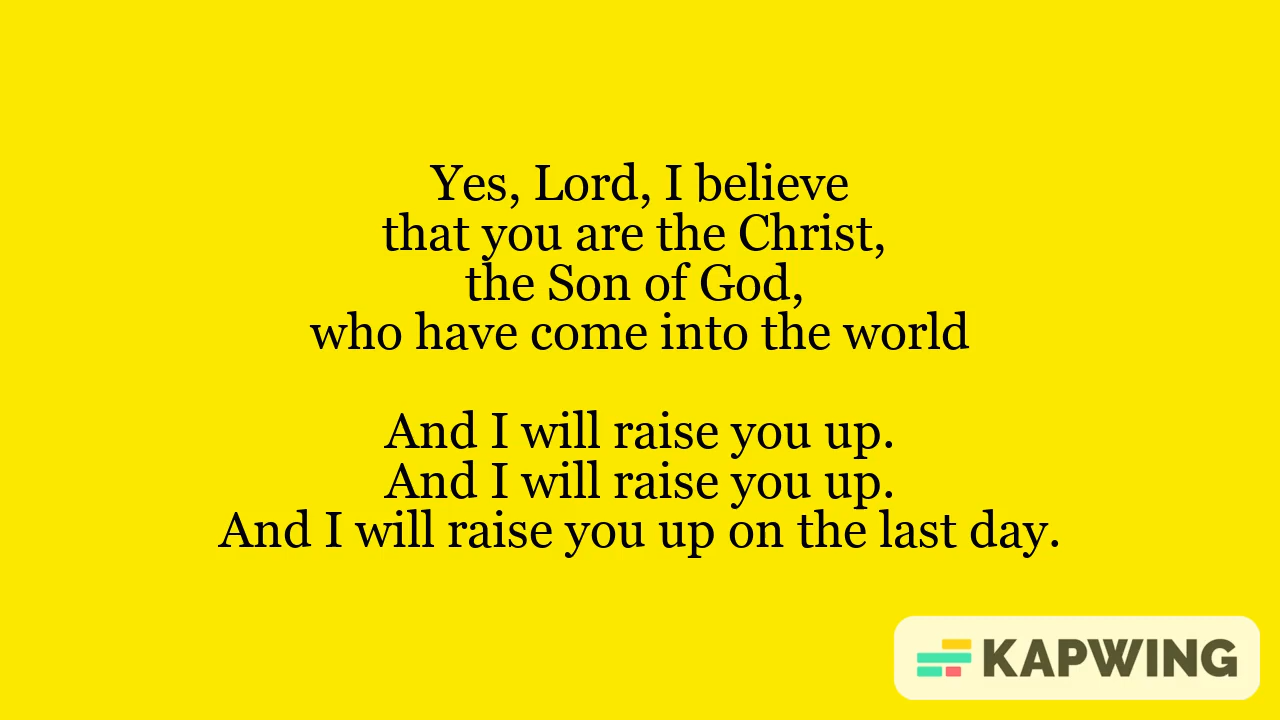 Yes, Lord, I believe
that you are the Christ,
the Son of God,
who have come into the world
And I will raise you up.
And I will raise you up.
And I will raise you up on the last day.
KAPWING